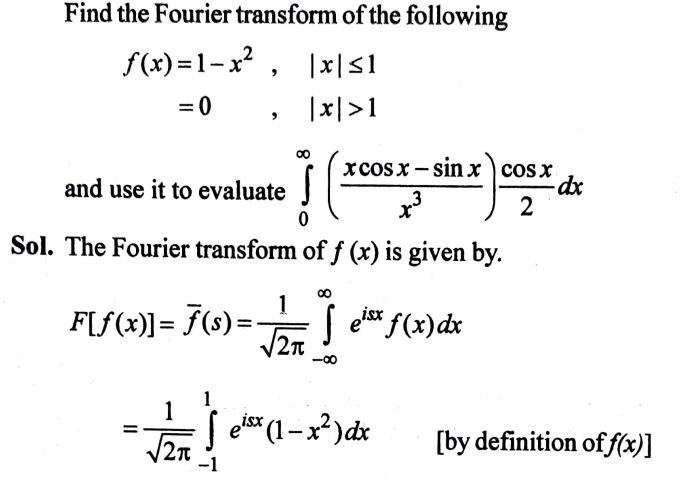 Find the Fourier transform of the following
f(x) = 1 – x² , |x| ≤ 1
= 0 , |x| > 1
and use it to evaluate ∫₀^∞ ((x cos x – sin x)/x³) (cos x/2) dx
Sol. The Fourier transform of f (x) is given by.
F[f(x)] = f̄(s) = (1/√2π) ∫_{–∞}^{∞} e^{isx} f(x) dx
= (1/√2π) ∫_{–1}^{1} e^{isx} (1 – x²) dx [by definition of f(x)]